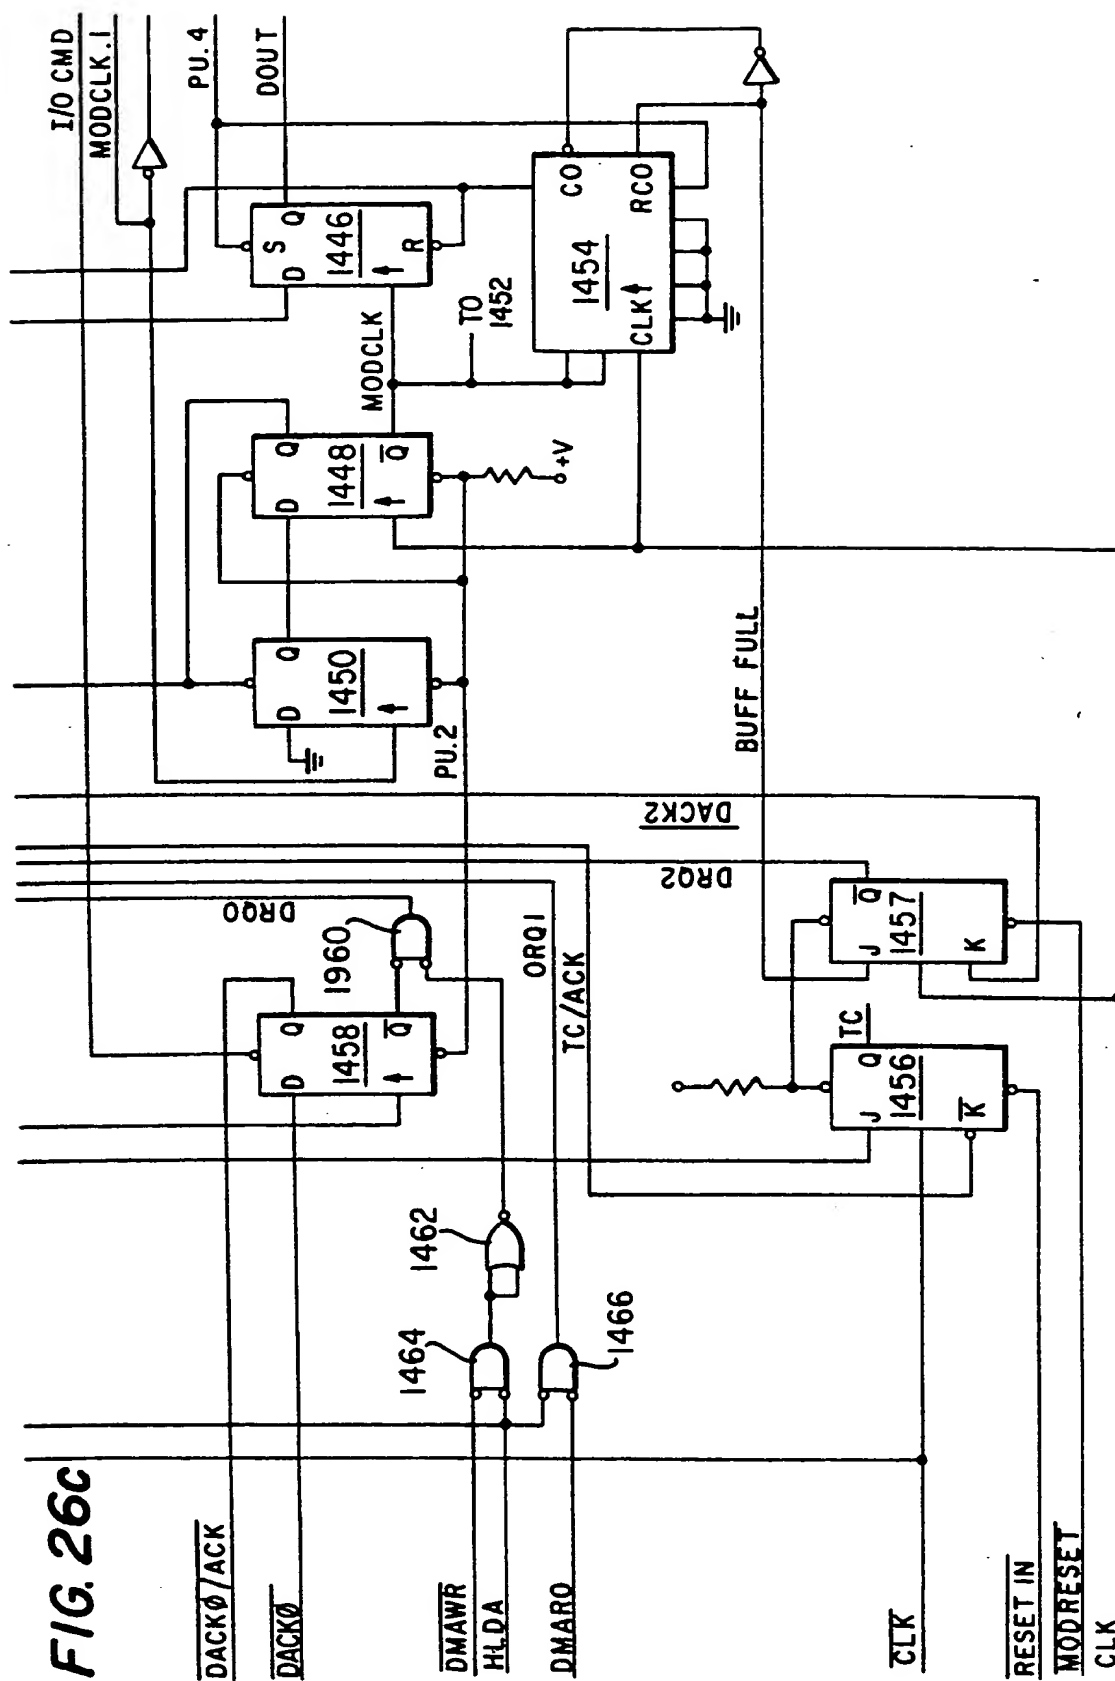 FIG. 26c
I/O CMD
MODCLK.1
PU.4
DOUT
S
D Q
1446
R
MODCLK
TO
1452
CO
1454
RCO
CLK
D Q
1448
Q
+V
D Q
1450
PU.2
DACK2
DRQ2
DRQ0
1960
ORQ1
TC/ACK
BUFF FULL
D Q
1458
Q
J Q
1457
K
TC
J Q
1456
K
1462
1464
1466
DACKØ/ACK
DACKØ
DMAWR
HLDA
DMARO
CLK
RESET IN
MODRESET
CLK